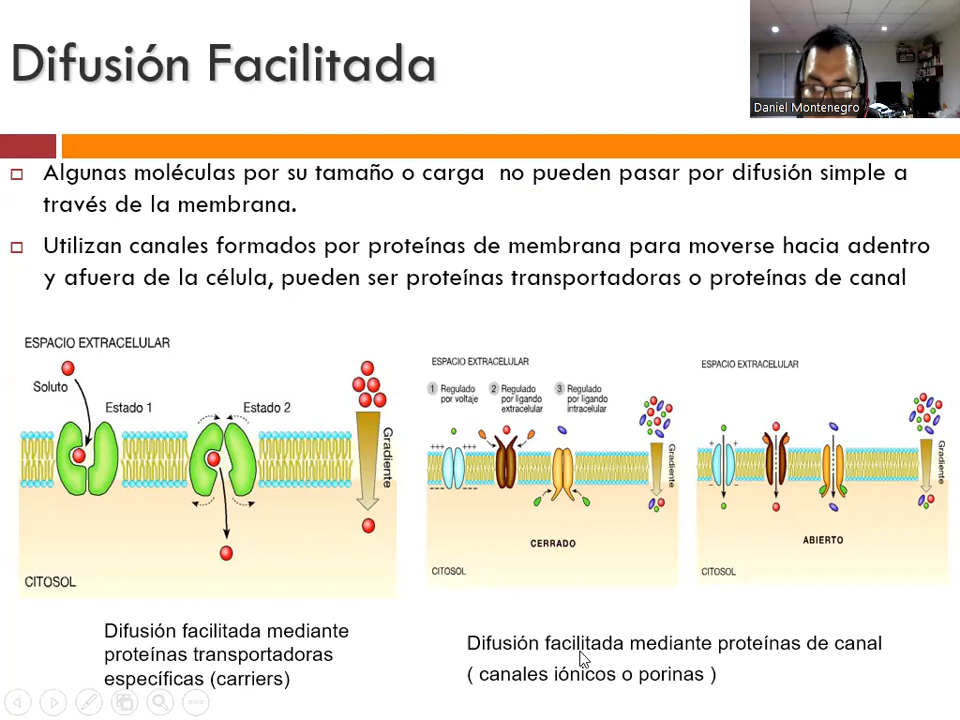 Difusión Facilitada
Daniel Montenegro
Algunas moléculas por su tamaño o carga no pueden pasar por difusión simple a
través de la membrana.
Utilizan canales formados por proteínas de membrana para moverse hacia adentro
y afuera de la célula, pueden ser proteínas transportadoras o proteínas de canal
ESPACIO EXTRACELULAR
Soluto
Estado 1
Estado 2
Gradiente
CITOSOL
ESPACIO EXTRACELULAR
1 Regulado
por voltaje
2 Regulado
por ligando
extracelular
3 Regulado
por ligando
intracelular
+++ +++
Gradiente
CERRADO
CITOSOL
ESPACIO EXTRACELULAR
+ +
Gradiente
ABIERTO
CITOSOL
Difusión facilitada mediante
proteínas transportadoras
específicas (carriers)
Difusión facilitada mediante proteínas de canal
( canales iónicos o porinas )